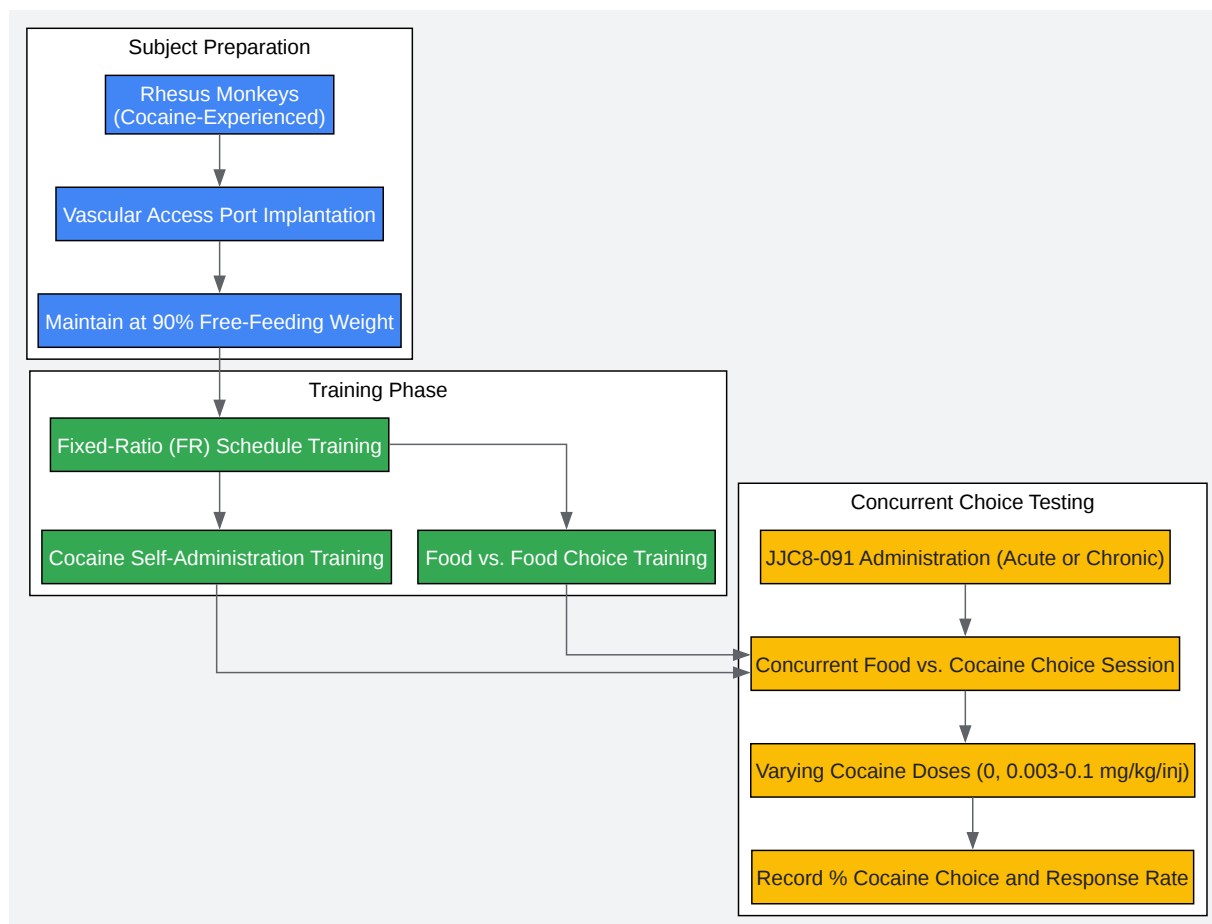 Subject Preparation
Rhesus Monkeys
(Cocaine-Experienced)
Vascular Access Port Implantation
Maintain at 90% Free-Feeding Weight
Training Phase
Fixed-Ratio (FR) Schedule Training
Cocaine Self-Administration Training
Food vs. Food Choice Training
Concurrent Choice Testing
JJC8-091 Administration (Acute or Chronic)
Concurrent Food vs. Cocaine Choice Session
Varying Cocaine Doses (0, 0.003-0.1 mg/kg/inj)
Record % Cocaine Choice and Response Rate